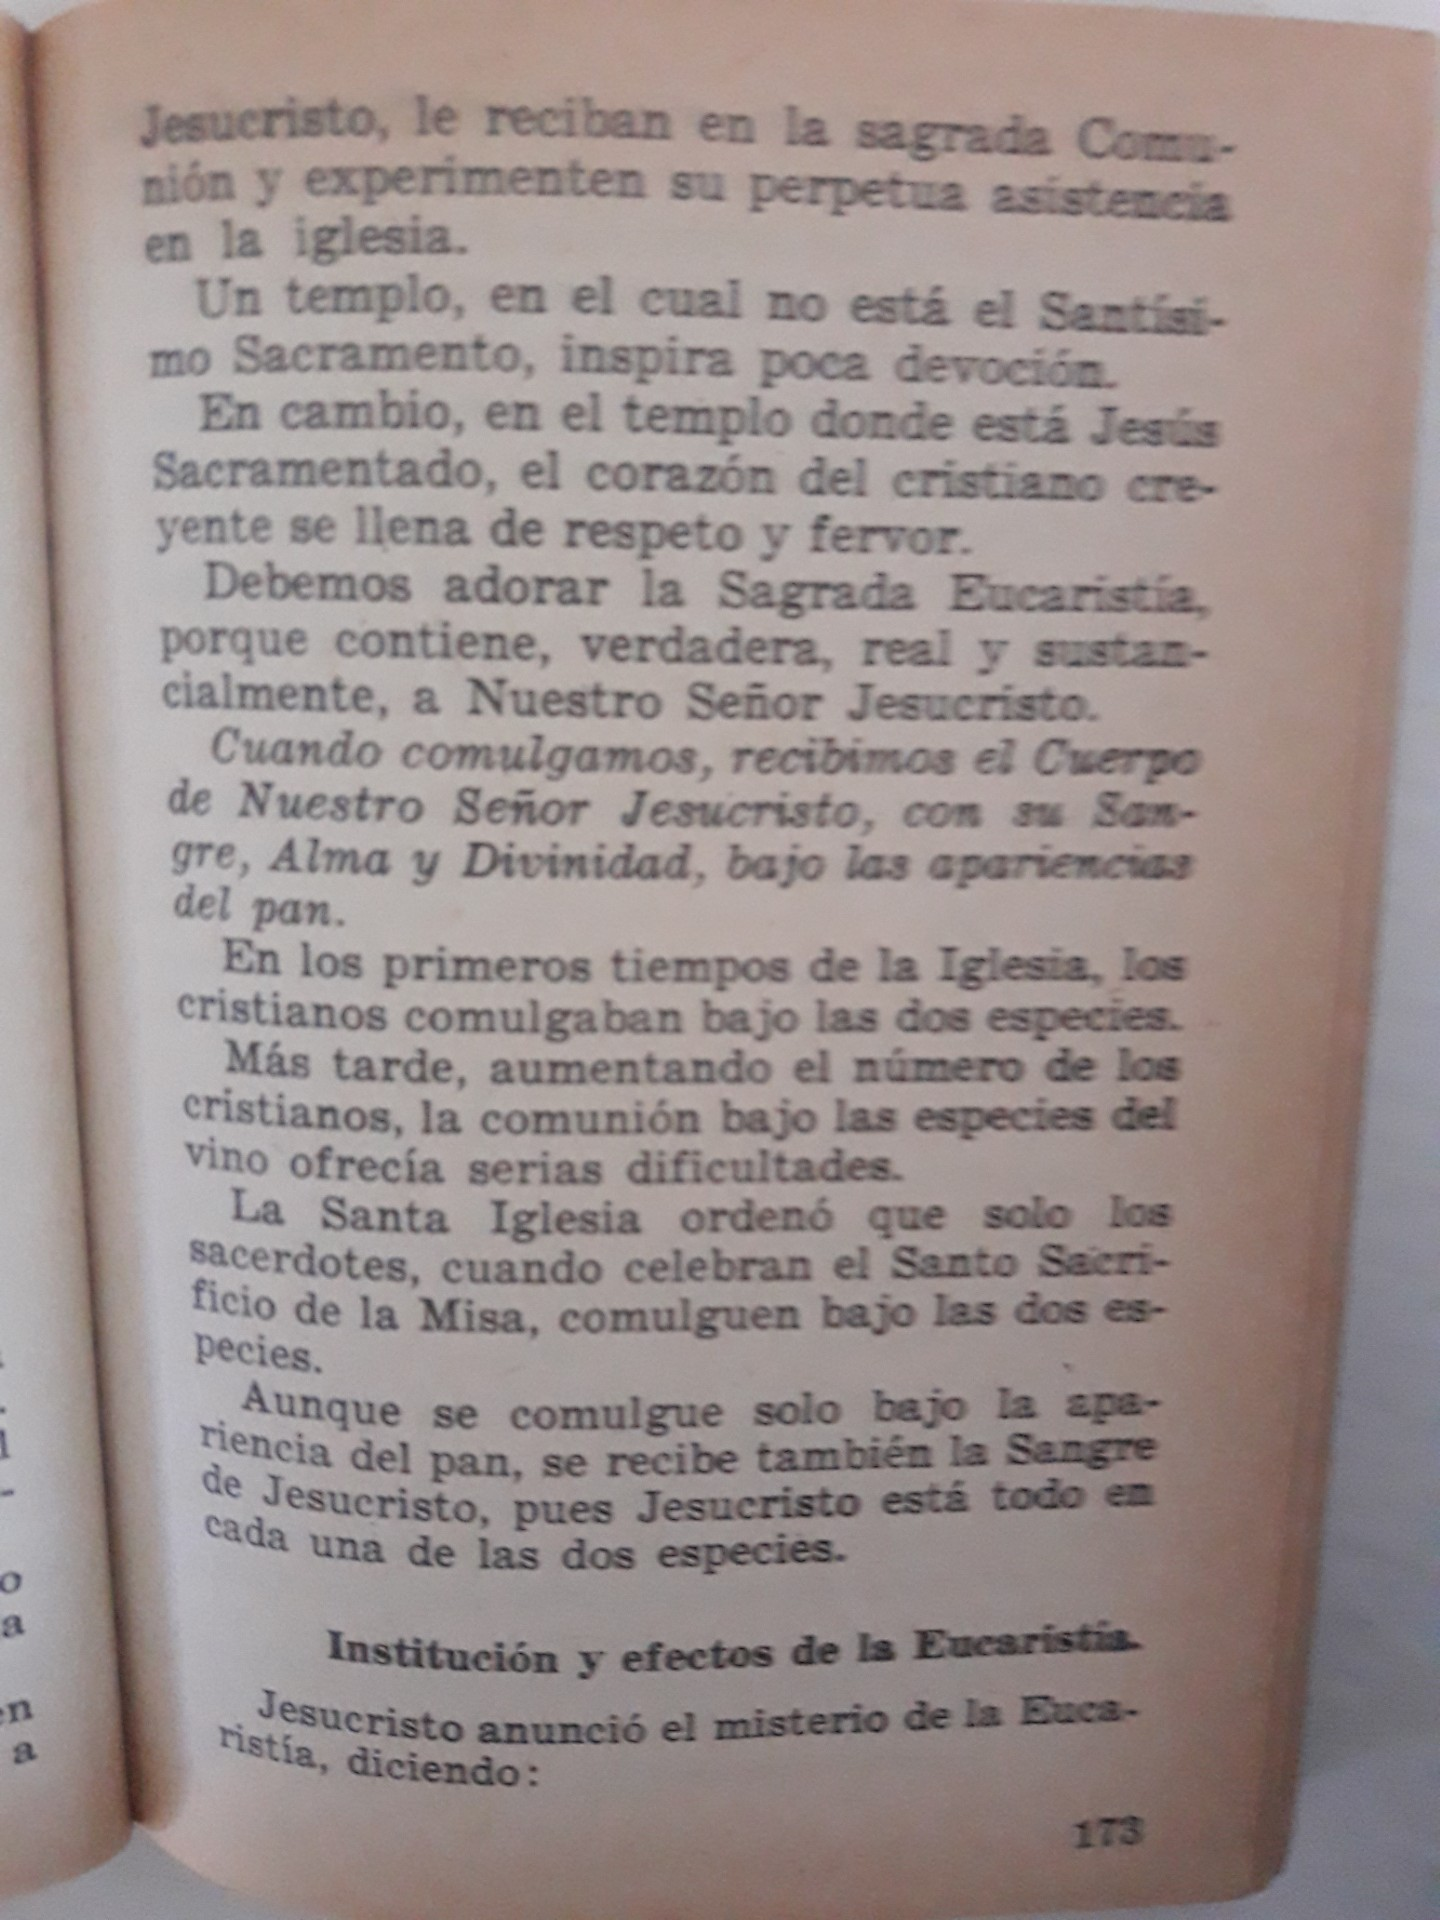 Jesucristo, le reciban en la sagrada Comu-
nión y experimenten su perpetua asistencia
en la iglesia.
Un templo, en el cual no está el Santísi-
mo Sacramento, inspira poca devoción.
En cambio, en el templo donde está Jesús
Sacramentado, el corazón del cristiano cre-
yente se llena de respeto y fervor.
Debemos adorar la Sagrada Eucaristía,
porque contiene, verdadera, real y sustan-
cialmente, a Nuestro Señor Jesucristo.
Cuando comulgamos, recibimos el Cuerpo
de Nuestro Señor Jesucristo, con su San-
gre, Alma y Divinidad, bajo las apariencias
del pan.
En los primeros tiempos de la Iglesia, los
cristianos comulgaban bajo las dos especies.
Más tarde, aumentando el número de los
cristianos, la comunión bajo las especies del
vino ofrecía serias dificultades.
La Santa Iglesia ordenó que solo los
sacerdotes, cuando celebran el Santo Sacri-
ficio de la Misa, comulguen bajo las dos es-
pecies.
Aunque se comulgue solo bajo la apa-
riencia del pan, se recibe también la Sangre
de Jesucristo, pues Jesucristo está todo en
cada una de las dos especies.
Institución y efectos de la Eucaristía.
Jesucristo anunció el misterio de la Euca-
ristía, diciendo:
173